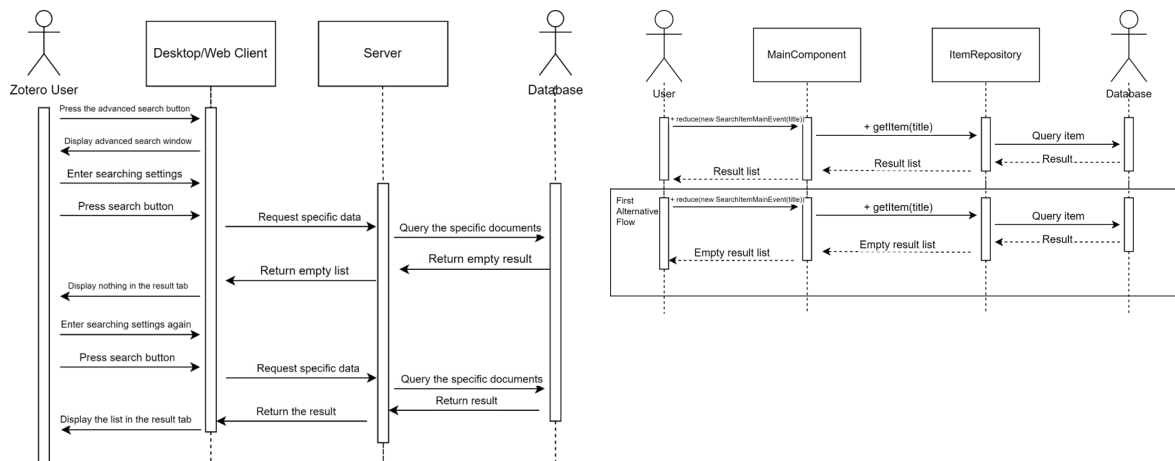 Zotero User
Desktop/Web Client
Server
Database
Press the advanced search button
Display advanced search window
Enter searching settings
Press search button
Request specific data
Query the specific documents
Return empty result
Return empty list
Display nothing in the result tab
Enter searching settings again
Press search button
Request specific data
Query the specific documents
Return result
Return the result
Display the list in the result tab
User
MainComponent
ItemRepository
Database
+ reduce(new SearchItemMainEvent(title))
+ getItem(title)
Query item
Result
Result list
Result list
First
Alternative
Flow
+ reduce(new SearchItemMainEvent(title))
+ getItem(title)
Query item
Result
Empty result list
Empty result list